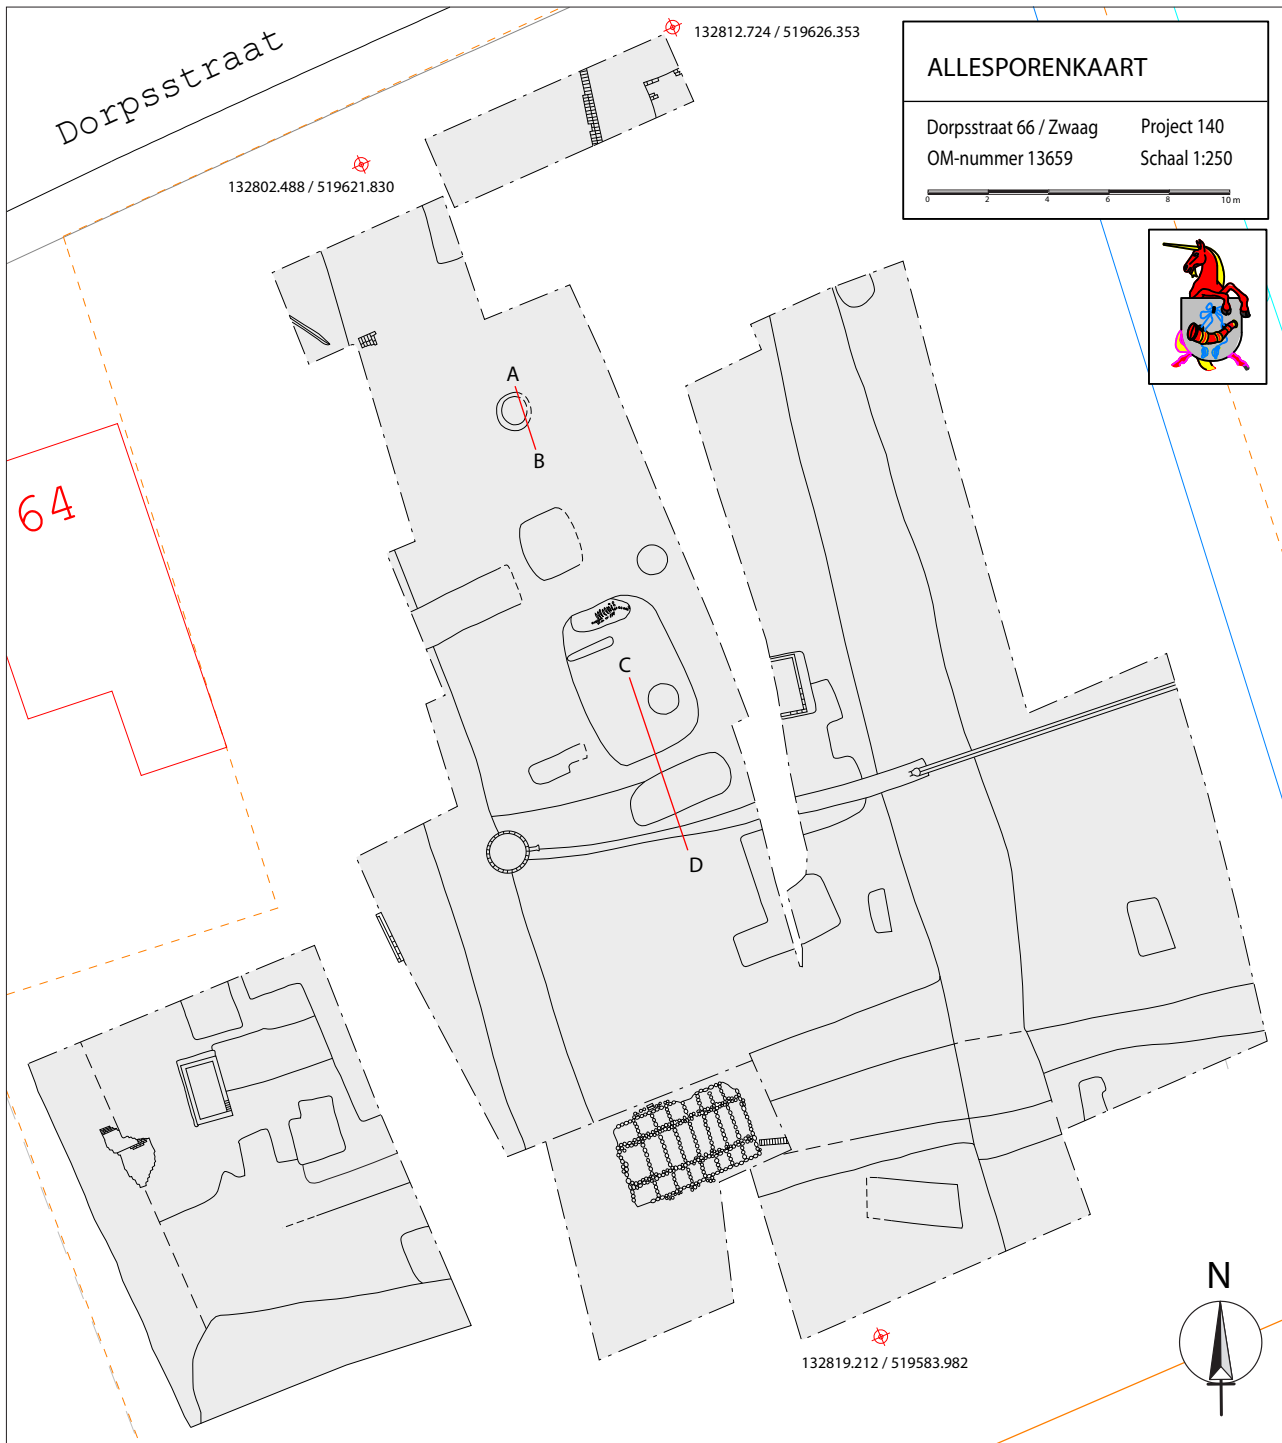 Dorpsstraat
132812.724 / 519626.353
132802.488 / 519621.830
ALLESPORENKAART
Dorpsstraat 66 / Zwaag Project 140
OM-nummer 13659 Schaal 1:250
0 2 4 6 8 10 m
A
B
64
C
D
N
132819.212 / 519583.982